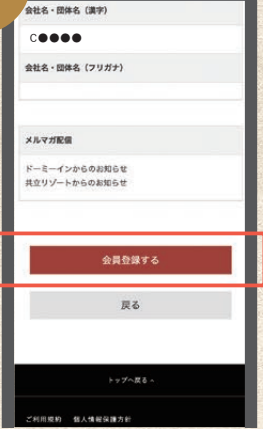 会社名・団体名（漢字）
C●●●●
会社名・団体名（フリガナ）
メルマガ配信
ドーミーインからのお知らせ
共立リゾートからのお知らせ
会員登録する
戻る
トップへ戻る
ご利用規約 個人情報保護方針